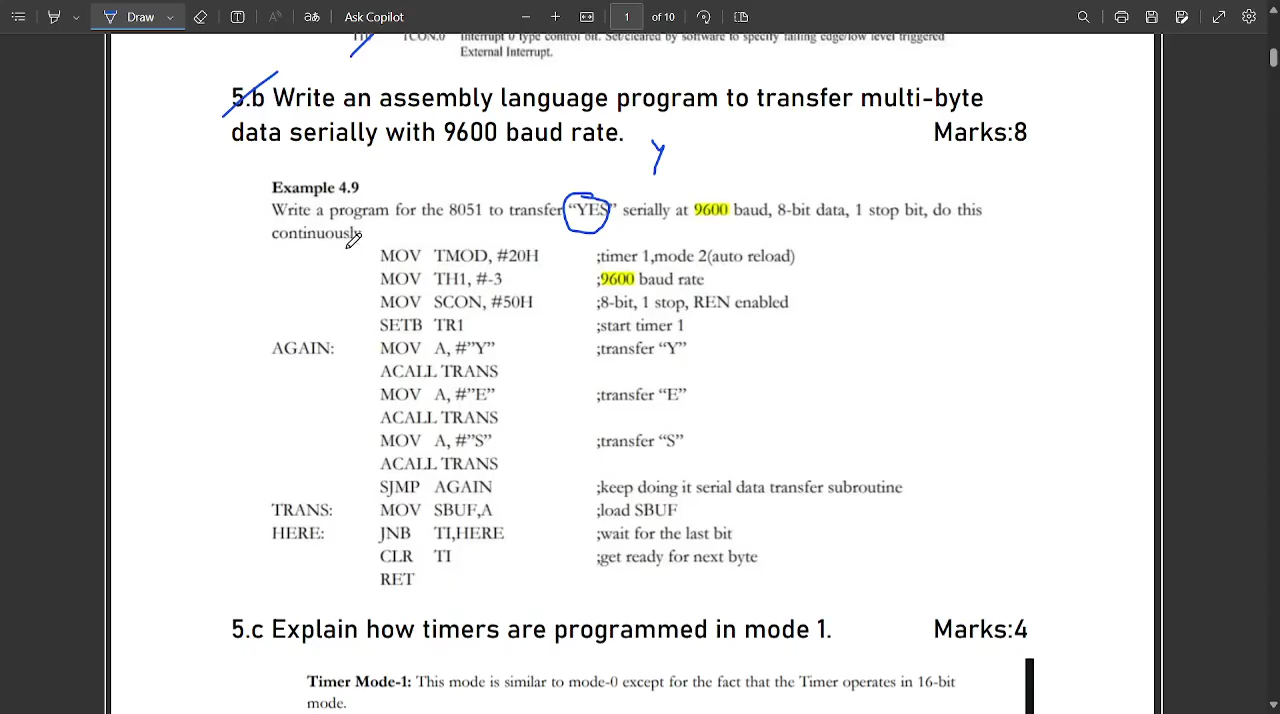 Draw
Ask Copilot
1 of 10
TCON.0 Interrupt 0 type control bit. Set/cleared by software to specify falling edge/low level triggered
External Interrupt.
5.b Write an assembly language program to transfer multi-byte
data serially with 9600 baud rate. Marks:8
Y
Example 4.9
Write a program for the 8051 to transfer “YES” serially at 9600 baud, 8-bit data, 1 stop bit, do this
continuously
MOV TMOD, #20H ;timer 1,mode 2(auto reload)
MOV TH1, #-3 ;9600 baud rate
MOV SCON, #50H ;8-bit, 1 stop, REN enabled
SETB TR1 ;start timer 1
AGAIN: MOV A, #”Y” ;transfer “Y”
ACALL TRANS
MOV A, #”E” ;transfer “E”
ACALL TRANS
MOV A, #”S” ;transfer “S”
ACALL TRANS
SJMP AGAIN ;keep doing it serial data transfer subroutine
TRANS: MOV SBUF,A ;load SBUF
HERE: JNB TI,HERE ;wait for the last bit
CLR TI ;get ready for next byte
RET
5.c Explain how timers are programmed in mode 1. Marks:4
Timer Mode-1: This mode is similar to mode-0 except for the fact that the Timer operates in 16-bit
mode.